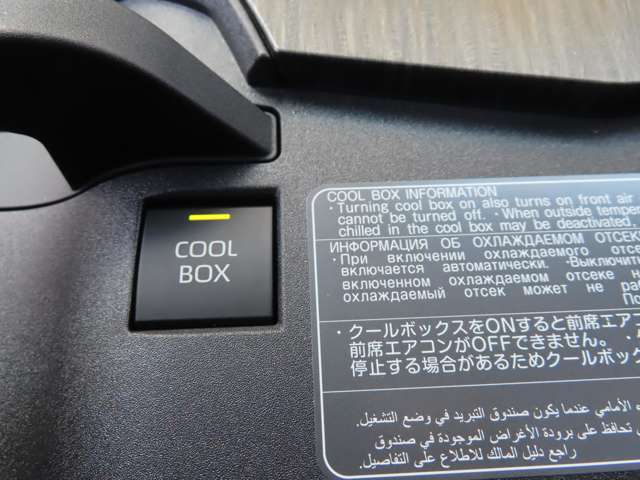 COOL
BOX
COOL BOX INFORMATION
・Turning cool box on also turns on front air
cannot be turned off. ・When outside
chilled in the cool box may be deactivated.
ИНФОРМАЦИЯ ОБ ОХЛАЖДАЕМОМ
・При включении охлаждаемого
включается автоматически. ・
включенном охлаждаемом отсеке
охлаждаемый отсек может не
・クールボックスをONすると前席エアコ
前席エアコンがOFFできません。
停止する場合があるためクールボッ
الأمامي عندما يكون صندوق التبريد في وضع التشغيل.
تحافظ على برودة الأغراض الموجودة في صندوق
راجع دليل المالك للاطلاع على التفاصيل.